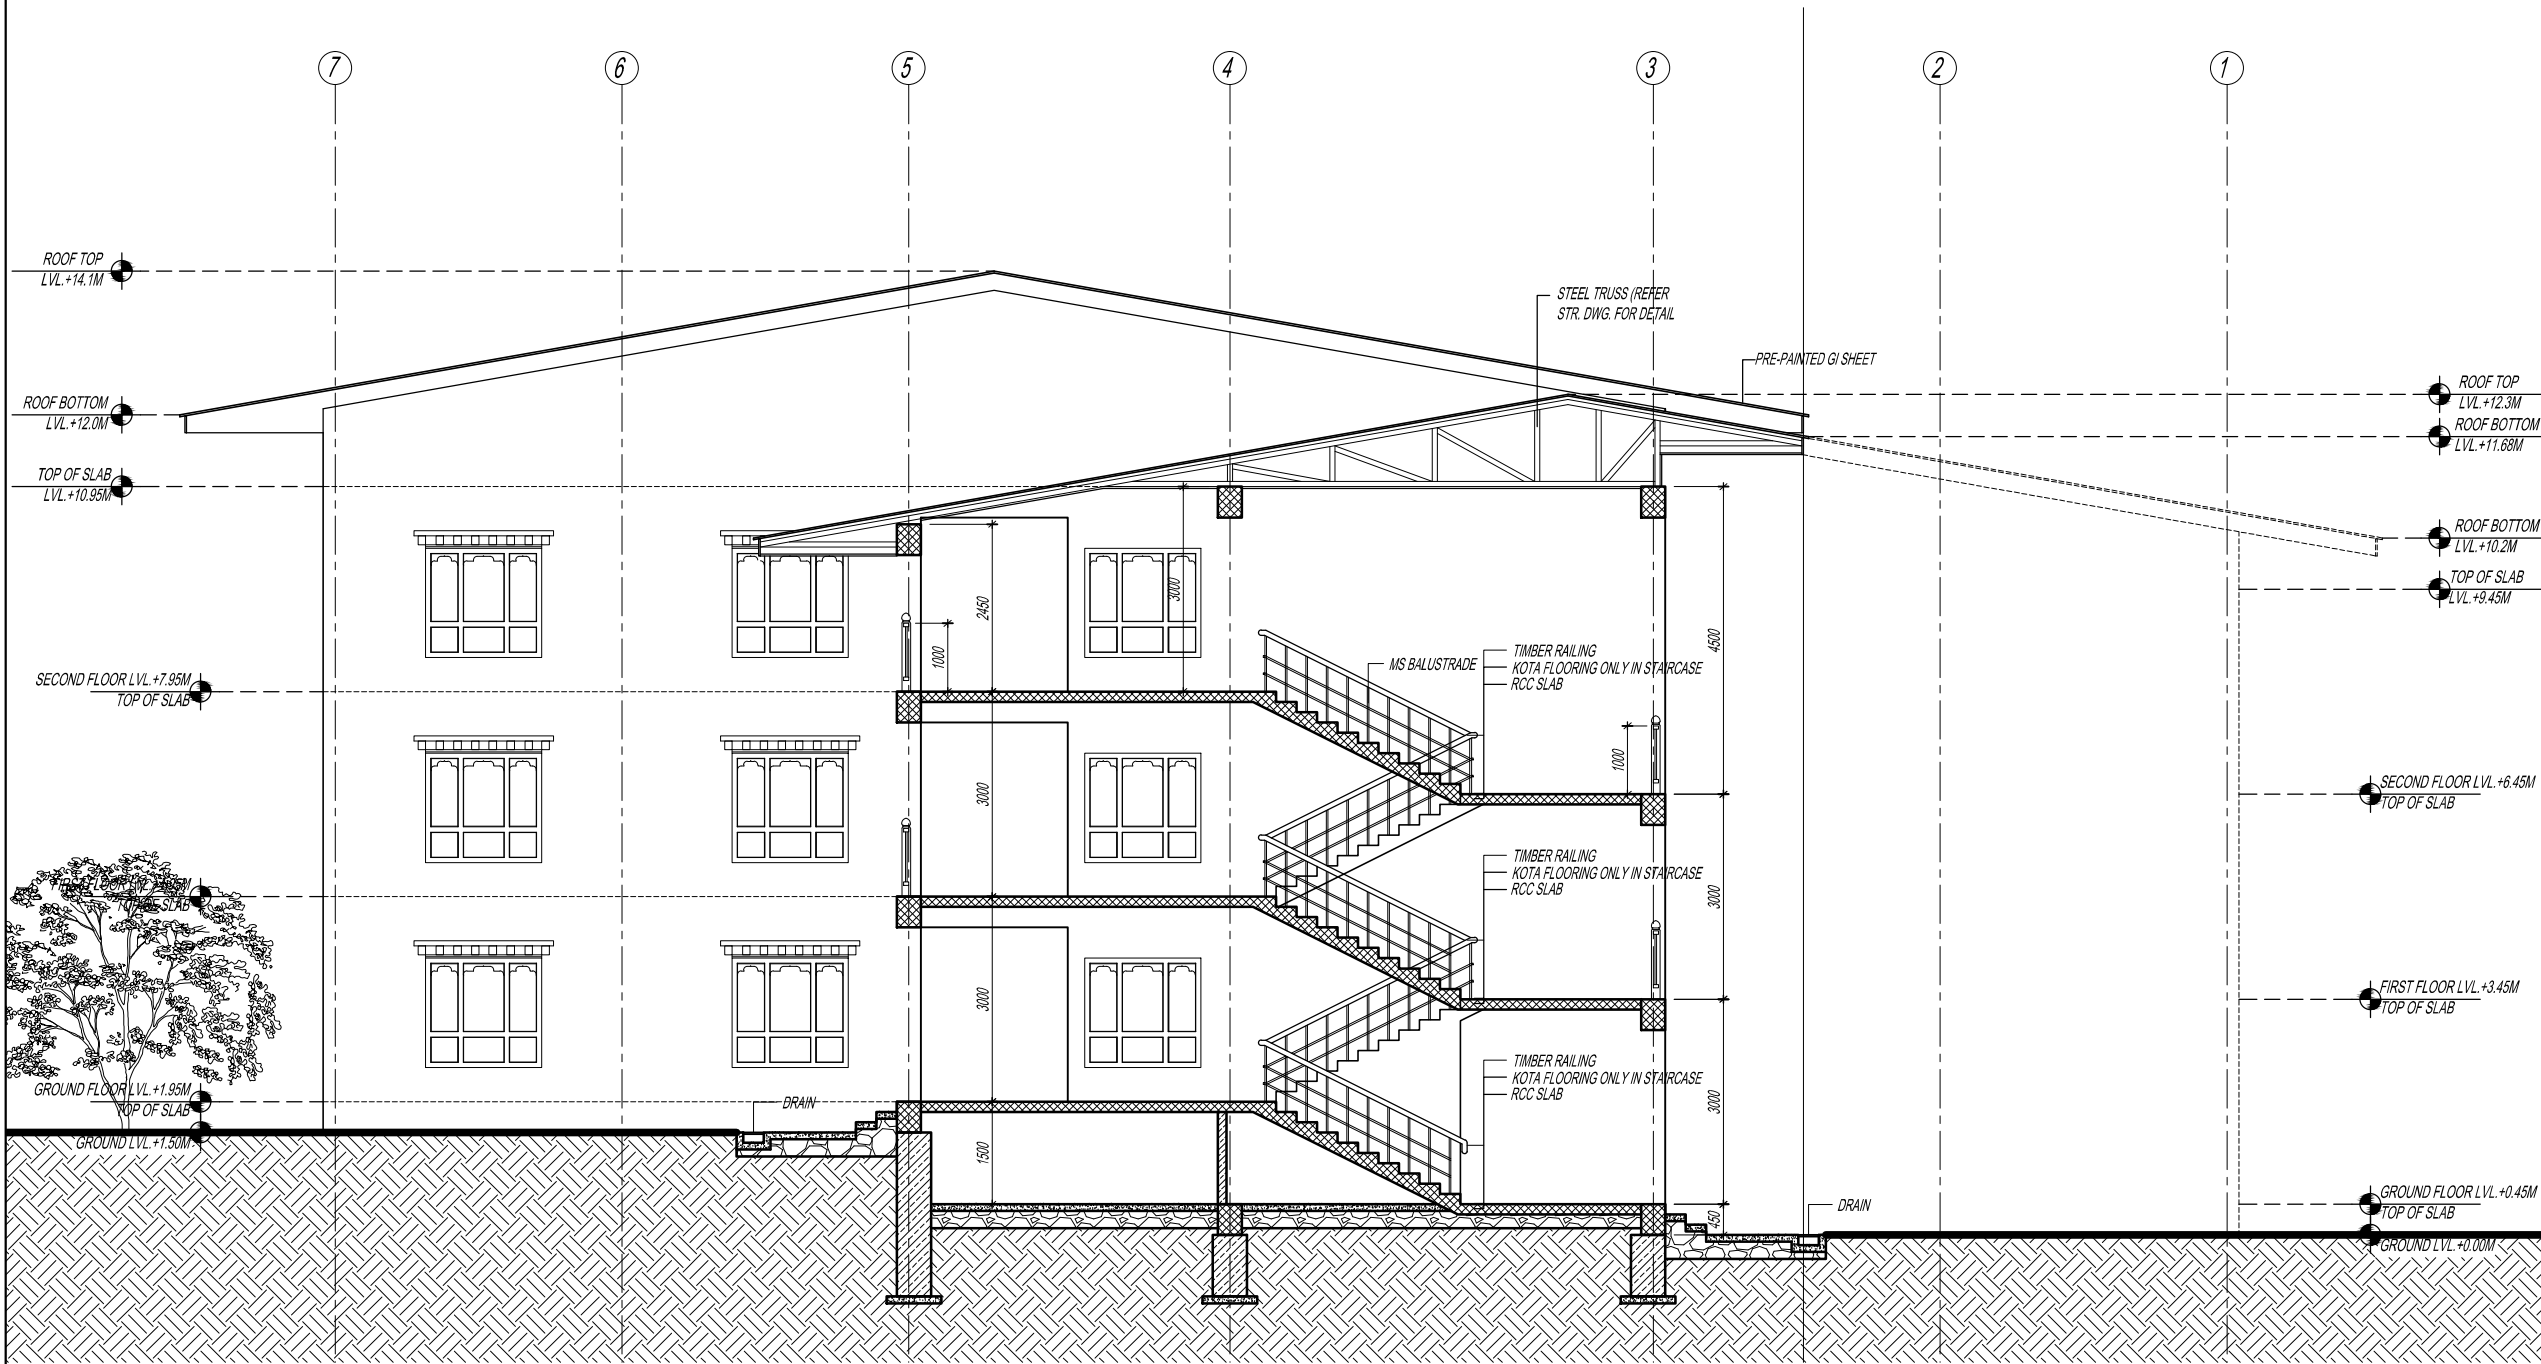 7
6
5
4
3
2
1
ROOF TOP
LVL.+14.1M
ROOF BOTTOM
LVL.+12.0M
TOP OF SLAB
LVL.+10.95M
SECOND FLOOR LVL.+7.95M
TOP OF SLAB
TOP OF SLAB
GROUND FLOOR LVL.+1.95M
TOP OF SLAB
GROUND LVL.+1.50M
DRAIN
1000
2450
3000
3000
1500
3000
STEEL TRUSS (REFER
STR. DWG. FOR DETAIL
PRE-PAINTED GI SHEET
MS BALUSTRADE
TIMBER RAILING
KOTA FLOORING ONLY IN STAIRCASE
RCC SLAB
TIMBER RAILING
KOTA FLOORING ONLY IN STAIRCASE
RCC SLAB
TIMBER RAILING
KOTA FLOORING ONLY IN STAIRCASE
RCC SLAB
1000
4500
3000
3000
450
DRAIN
ROOF TOP
LVL.+12.3M
ROOF BOTTOM
LVL.+11.68M
ROOF BOTTOM
LVL.+10.2M
TOP OF SLAB
LVL.+9.45M
SECOND FLOOR LVL.+6.45M
TOP OF SLAB
FIRST FLOOR LVL.+3.45M
TOP OF SLAB
GROUND FLOOR LVL.+0.45M
TOP OF SLAB
GROUND LVL.+0.00M